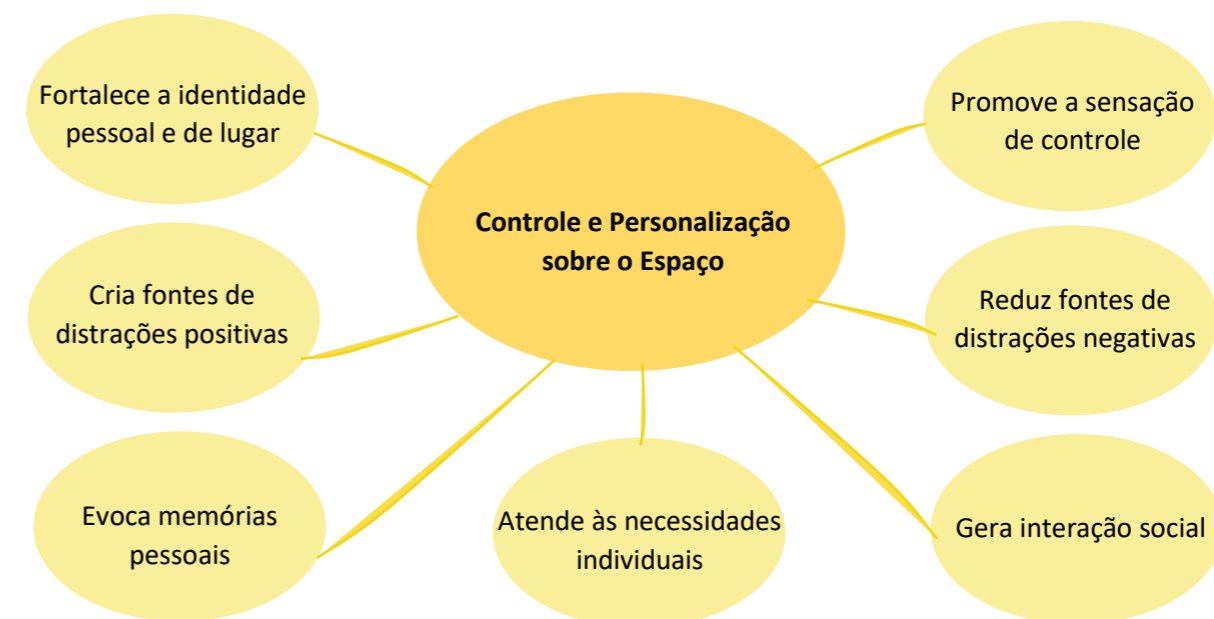 Fortalece a identidade
pessoal e de lugar
Promove a sensação
de controle
Controle e Personalização
sobre o Espaço
Cria fontes de
distrações positivas
Reduz fontes de
distrações negativas
Evoca memórias
pessoais
Atende às necessidades
individuais
Gera interação social